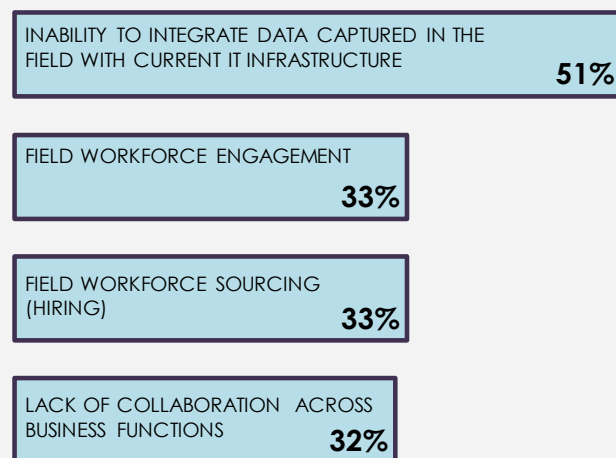 INABILITY TO INTEGRATE DATA CAPTURED IN THE
FIELD WITH CURRENT IT INFRASTRUCTURE
51%
FIELD WORKFORCE ENGAGEMENT
33%
FIELD WORKFORCE SOURCING
(HIRING)
33%
LACK OF COLLABORATION ACROSS
BUSINESS FUNCTIONS
32%